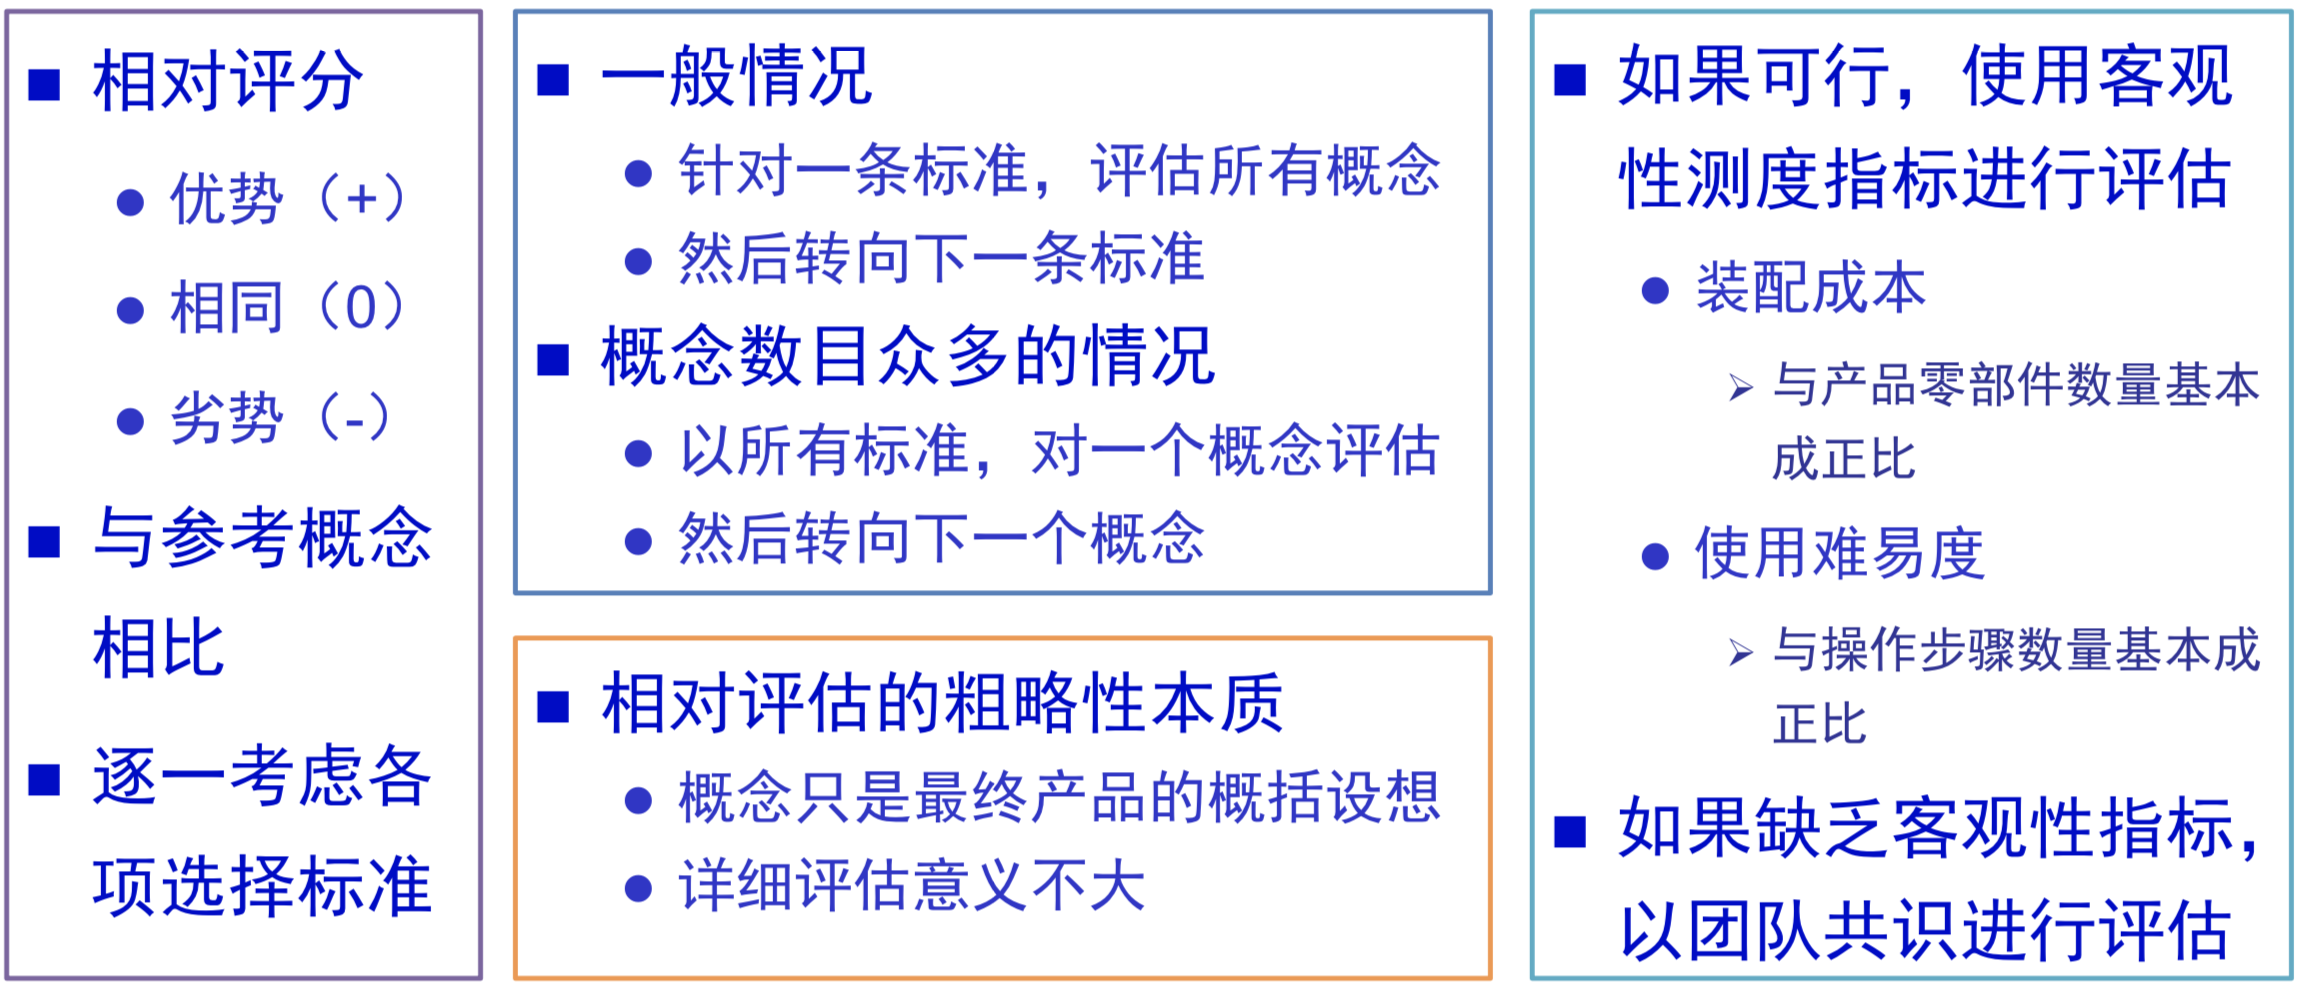 ■ 相对评分
● 优势（+）
● 相同（0）
● 劣势（-）
■ 与参考概念
相比
■ 逐一考虑各
项选择标准
■ 一般情况
● 针对一条标准，评估所有概念
● 然后转向下一条标准
■ 概念数目众多的情况
● 以所有标准，对一个概念评估
● 然后转向下一个概念
■ 相对评估的粗略性本质
● 概念只是最终产品的概括设想
● 详细评估意义不大
■ 如果可行，使用客观
性测度指标进行评估
● 装配成本
➢ 与产品零部件数量基本
成正比
● 使用难易度
➢ 与操作步骤数量基本成
正比
■ 如果缺乏客观性指标，
以团队共识进行评估